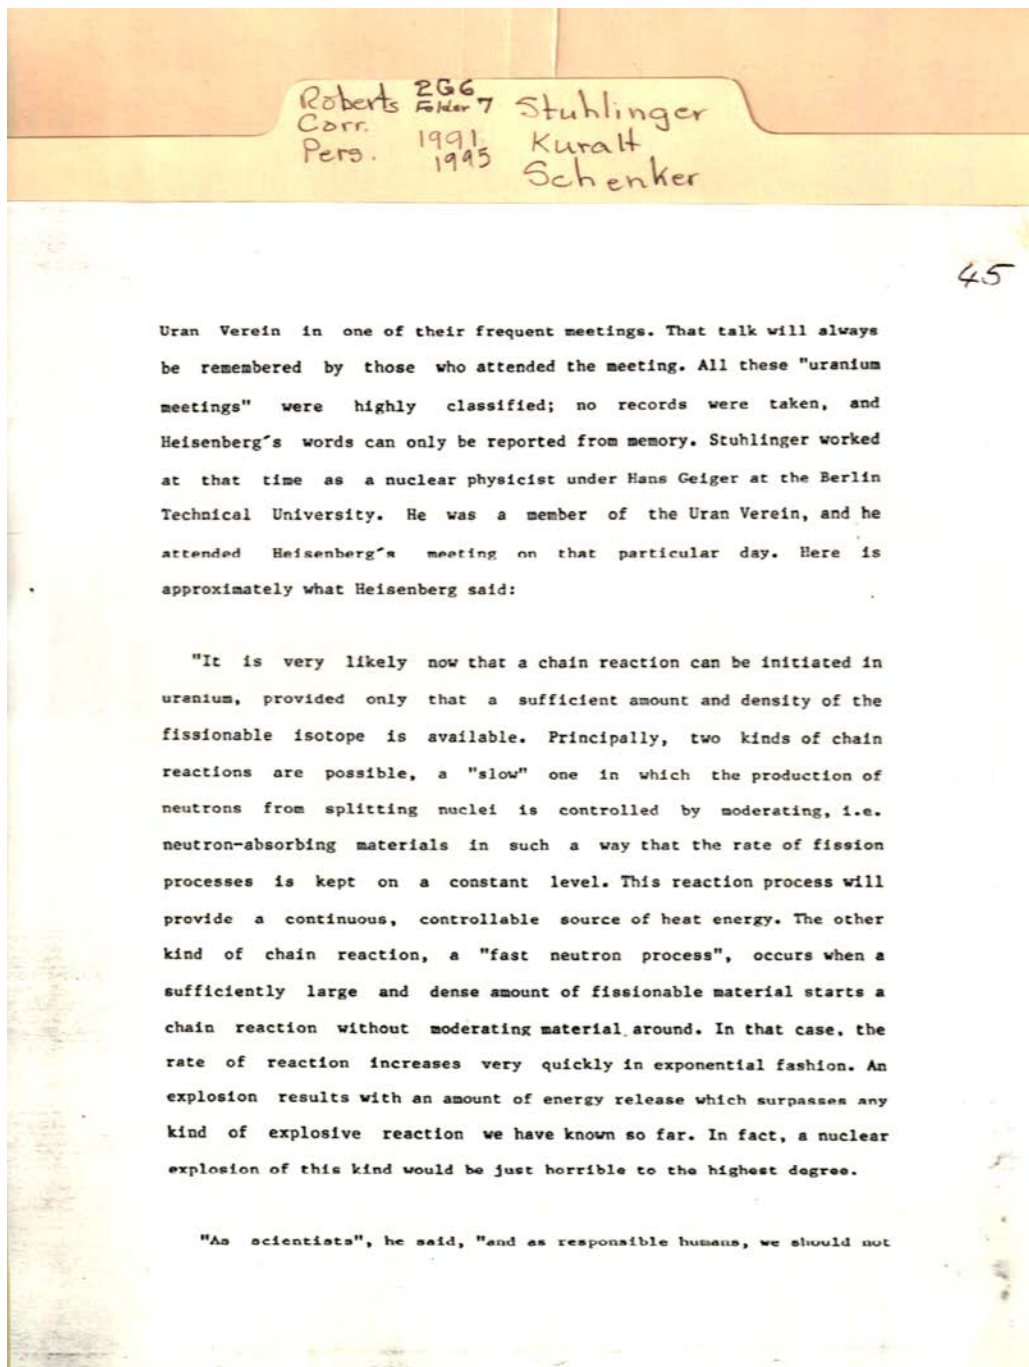 Roberts 2G6 Folder 7 Stuhlinger
Corr. 1991 Kuralt
Pers. 1995 Schenker
45
Uran Verein in one of their frequent meetings. That talk will always
be remembered by those who attended the meeting. All these "uranium
meetings" were highly classified; no records were taken, and
Heisenberg's words can only be reported from memory. Stuhlinger worked
at that time as a nuclear physicist under Hans Geiger at the Berlin
Technical University. He was a member of the Uran Verein, and he
attended Heisenberg's meeting on that particular day. Here is
approximately what Heisenberg said:
"It is very likely now that a chain reaction can be initiated in
uranium, provided only that a sufficient amount and density of the
fissionable isotope is available. Principally, two kinds of chain
reactions are possible, a "slow" one in which the production of
neutrons from splitting nuclei is controlled by moderating, i.e.
neutron-absorbing materials in such a way that the rate of fission
processes is kept on a constant level. This reaction process will
provide a continuous, controllable source of heat energy. The other
kind of chain reaction, a "fast neutron process", occurs when a
sufficiently large and dense amount of fissionable material starts a
chain reaction without moderating material around. In that case, the
rate of reaction increases very quickly in exponential fashion. An
explosion results with an amount of energy release which surpasses any
kind of explosive reaction we have known so far. In fact, a nuclear
explosion of this kind would be just horrible to the highest degree.
"As scientists", he said, "and as responsible humans, we should not